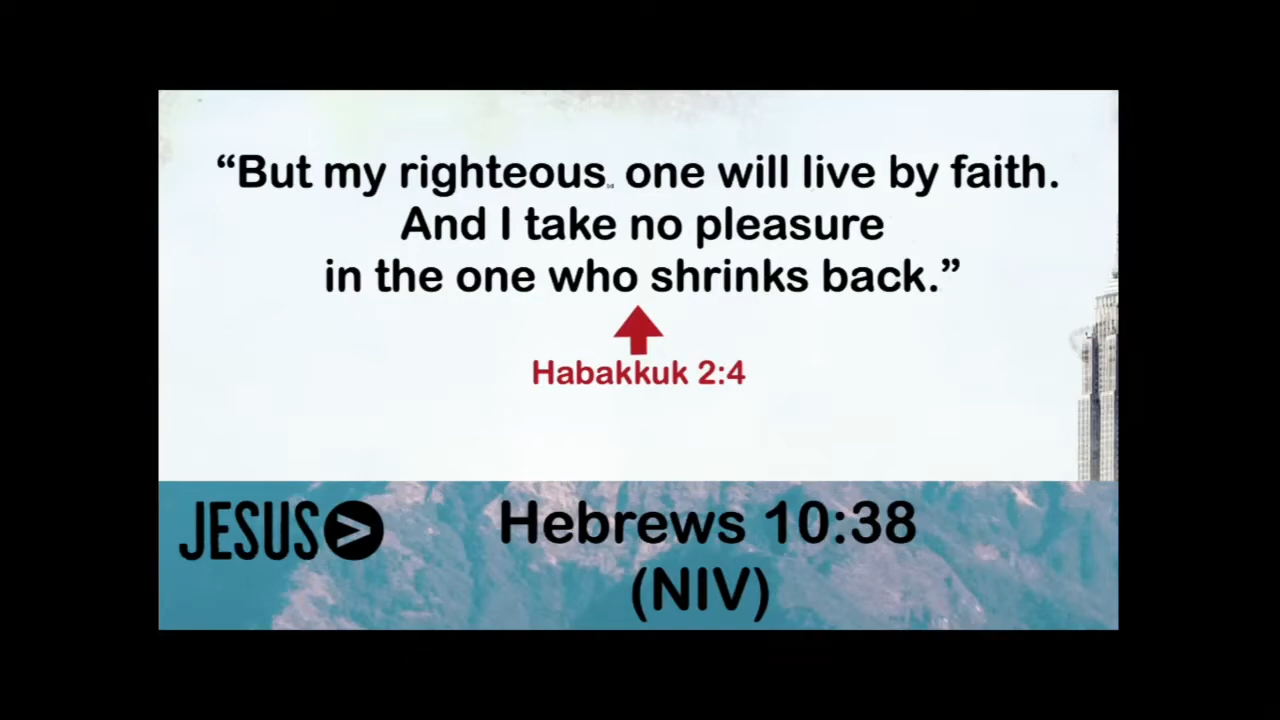 “But my righteous one will live by faith.
And I take no pleasure
in the one who shrinks back.”
Habakkuk 2:4
JESUS >
Hebrews 10:38
(NIV)